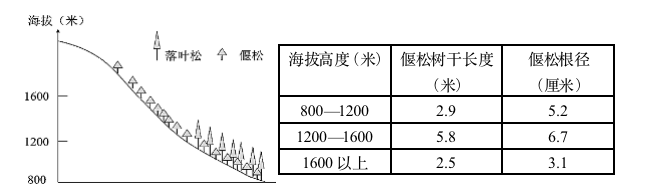 海拔（米）
落叶松 偃松
1600
1200
800
海拔高度（米） 偃松树干长度（米） 偃松根径（厘米）
800—1200 2.9 5.2
1200—1600 5.8 6.7
1600 以上 2.5 3.1